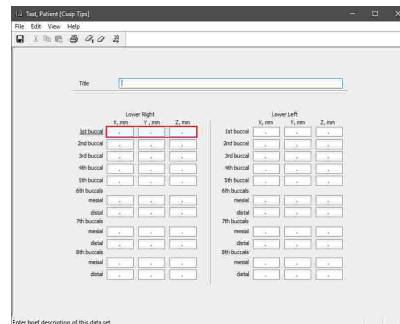 Test, Patient [Cusp Tips]
File Edit View Help
Title
Lower Right Lower Left
X, mm Y, mm Z, mm X, mm Y, mm Z, mm
1st buccal . . . 1st buccal . . .
2nd buccal . . . 2nd buccal . . .
3rd buccal . . . 3rd buccal . . .
4th buccal . . . 4th buccal . . .
5th buccal . . . 5th buccal . . .
6th buccals 6th buccals
mesial . . . mesial . . .
distal . . . distal . . .
7th buccals 7th buccals
mesial . . . mesial . . .
distal . . . distal . . .
8th buccals 8th buccals
mesial . . . mesial . . .
distal . . . distal . . .
Enter brief description of this data set